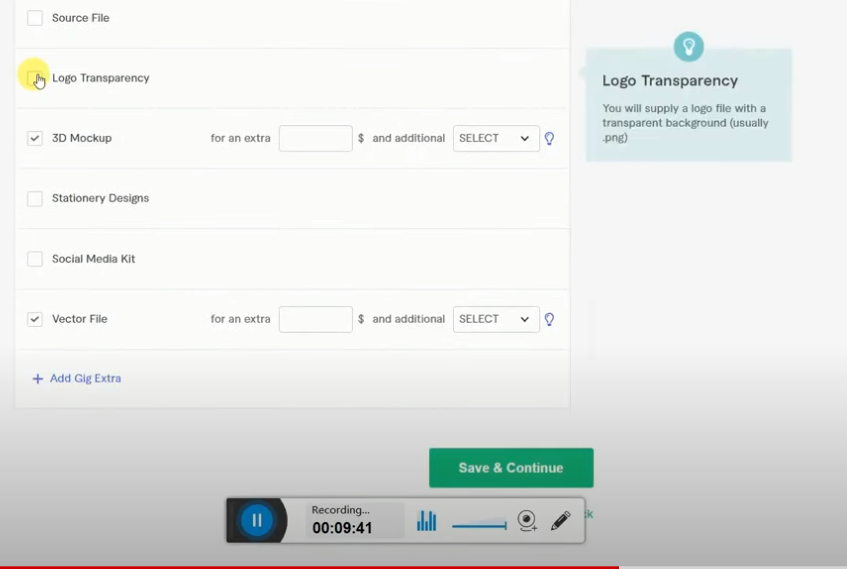 Source File
Logo Transparency
3D Mockup for an extra $ and additional SELECT
Stationery Designs
Social Media Kit
Vector File for an extra $ and additional SELECT
+ Add Gig Extra
Logo Transparency
You will supply a logo file with a
transparent background (usually
.png)
Save & Continue
Recording...
00:09:41